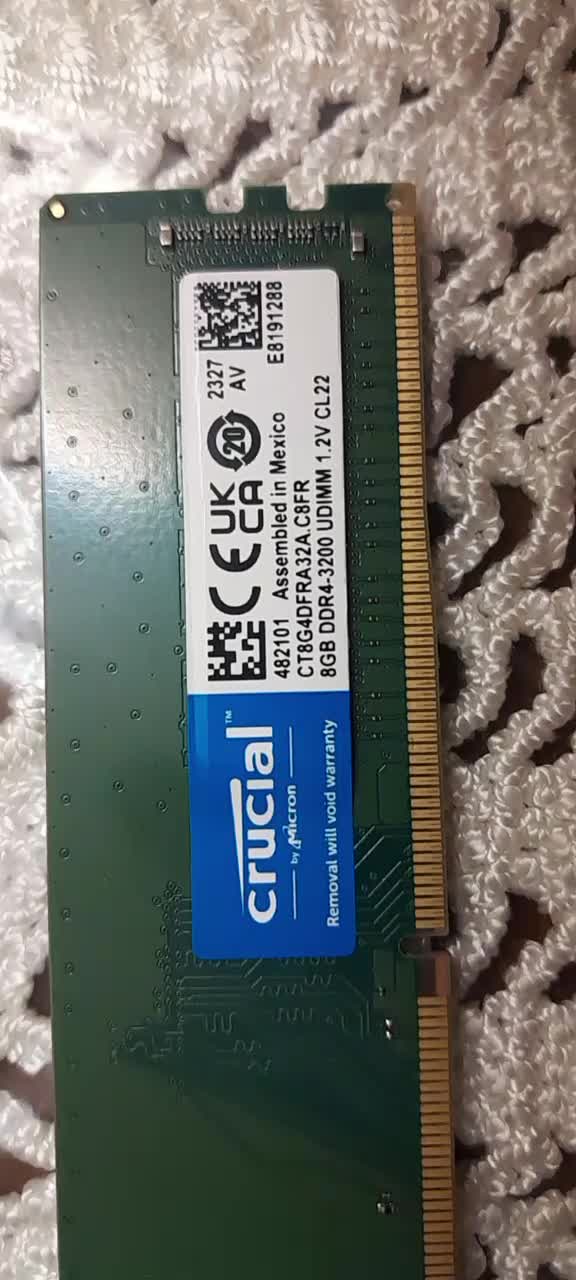 crucial™
by Micron
Removal will void warranty
CE UK CA 20 2327
AV
482101 Assembled in Mexico E8191288
CT8G4DFRA32A.C8FR
8GB DDR4-3200 UDIMM 1.2V CL22